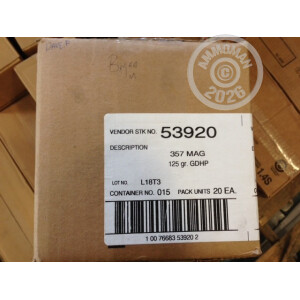 AMMOMAN
2026
VENDOR STK NO. 53920
DESCRIPTION
357 MAG
125 gr. GDHP
LOT NO. L18T3
CONTAINER NO. 015 PACK UNITS 20 EA.
1 00 76683 53920 2